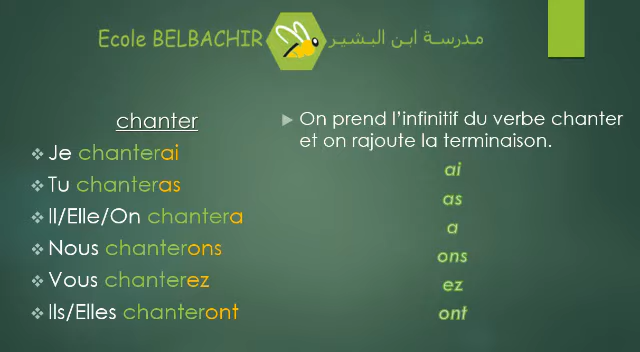 Ecole BELBACHIR مدرسة ابن البشير
chanter
Je chanterai
Tu chanteras
Il/Elle/On chantera
Nous chanterons
Vous chanterez
Ils/Elles chanteront
On prend l’infinitif du verbe chanter
et on rajoute la terminaison.
ai
as
a
ons
ez
ont